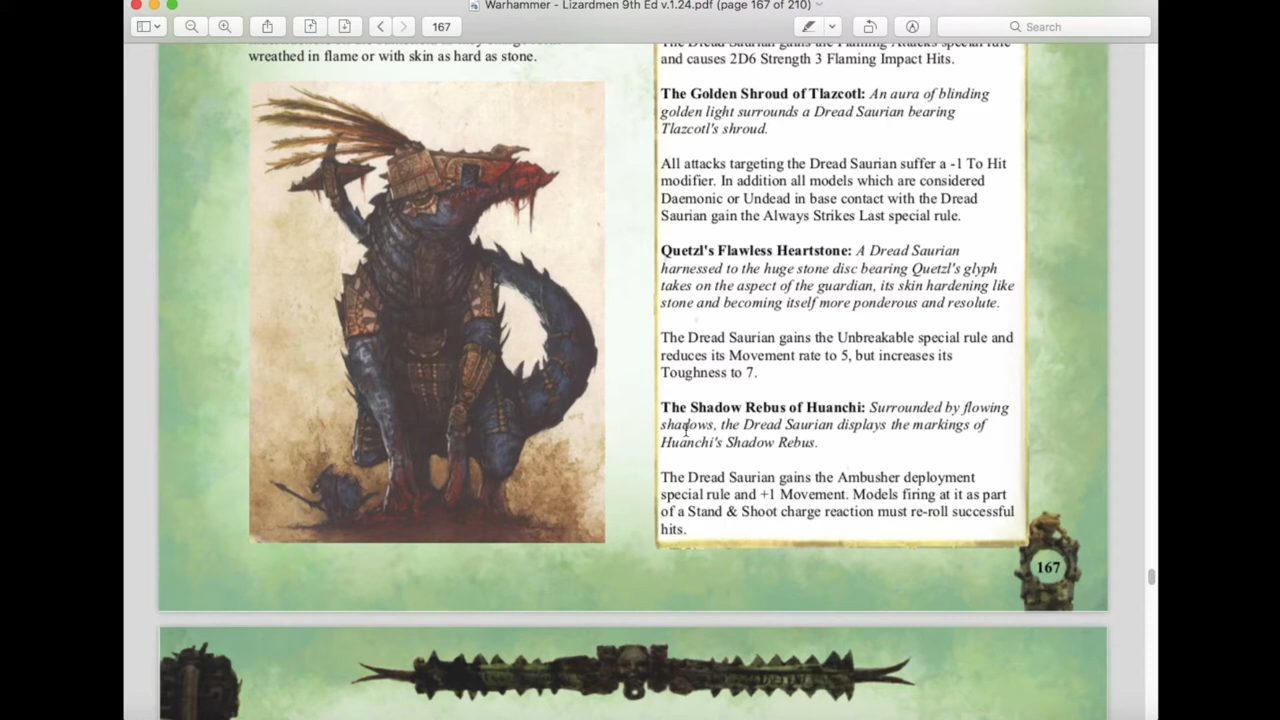 Warhammer - Lizardmen 9th Ed v.1.24.pdf (page 167 of 210)
167
Search
wreathed in flame or with skin as hard as stone.
The Dread Saurian gains the Flaming Attacks special rule
and causes 2D6 Strength 3 Flaming Impact Hits.
The Golden Shroud of Tlazcotl: An aura of blinding
golden light surrounds a Dread Saurian bearing
Tlazcotl's shroud.
All attacks targeting the Dread Saurian suffer a -1 To Hit
modifier. In addition all models which are considered
Daemonic or Undead in base contact with the Dread
Saurian gain the Always Strikes Last special rule.
Quetzl's Flawless Heartstone: A Dread Saurian
harnessed to the huge stone disc bearing Quetzl's glyph
takes on the aspect of the guardian, its skin hardening like
stone and becoming itself more ponderous and resolute.
The Dread Saurian gains the Unbreakable special rule and
reduces its Movement rate to 5, but increases its
Toughness to 7.
The Shadow Rebus of Huanchi: Surrounded by flowing
shadows, the Dread Saurian displays the markings of
Huanchi's Shadow Rebus.
The Dread Saurian gains the Ambusher deployment
special rule and +1 Movement. Models firing at it as part
of a Stand & Shoot charge reaction must re-roll successful
hits.
167